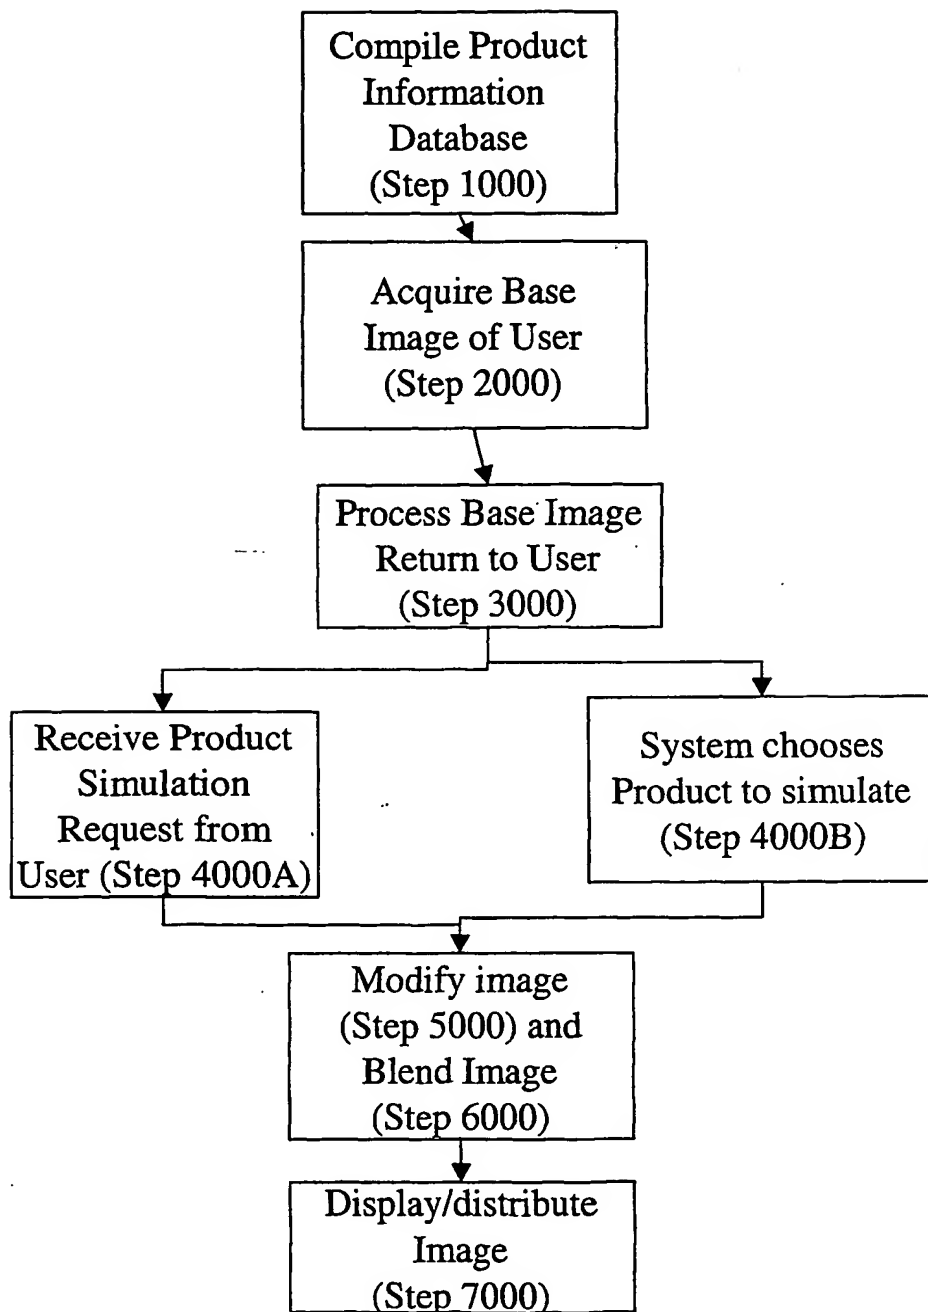 Compile Product
Information
Database
(Step 1000)
Acquire Base
Image of User
(Step 2000)
Process Base Image
Return to User
(Step 3000)
Receive Product
Simulation
Request from
User (Step 4000A)
System chooses
Product to simulate
(Step 4000B)
Modify image
(Step 5000) and
Blend Image
(Step 6000)
Display/distribute
Image
(Step 7000)